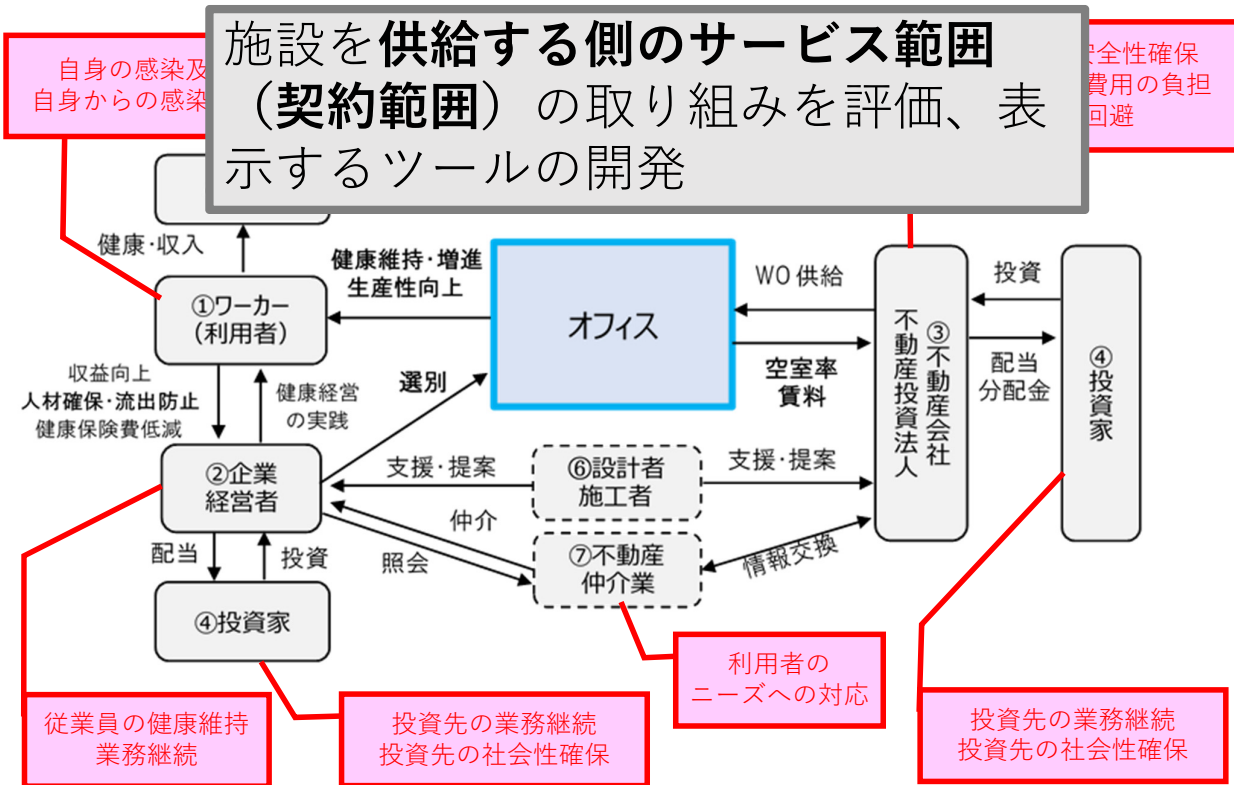 施設を供給する側のサービス範囲
（契約範囲）の取り組みを評価、表
示するツールの開発
自身の感染及
自身からの感染
全性確保
費用の負担
回避
健康・収入
健康維持・増進
生産性向上
WO 供給
投資
①ワーカー
（利用者）
オフィス
③不動産会社
不動産投資法人
④投資家
収益向上
人材確保・流出防止
健康保険費低減
健康経営
の実践
選別
空室率
賃料
配当
分配金
②企業
経営者
支援・提案
⑥設計者
施工者
支援・提案
仲介
照会
⑦不動産
仲介業
情報交換
配当
投資
④投資家
利用者の
ニーズへの対応
従業員の健康維持
業務継続
投資先の業務継続
投資先の社会性確保
投資先の業務継続
投資先の社会性確保